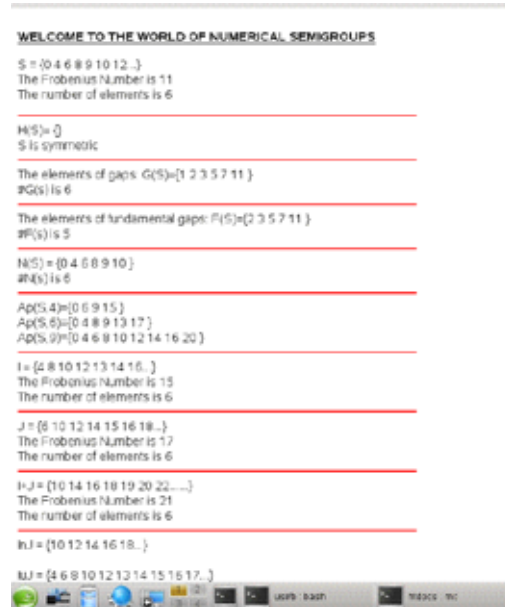 WELCOME TO THE WORLD OF NUMERICAL SEMIGROUPS
S = {0 4 6 8 9 10 12...}
The Frobenius Number is 11
The number of elements is 6
H(S)= {}
S is symmetric
The elements of gaps: G(S)={1 2 3 5 7 11 }
#G(s) is 6
The elements of fundamental gaps: F(S)={2 3 5 7 11 }
#F(s) is 5
N(S) = {0 4 6 8 9 10 }
#N(s) is 6
Ap(S,4)={0 6 9 15 }
Ap(S,6)={0 4 8 9 13 17 }
Ap(S,9)={0 4 6 8 10 12 14 16 20 }
I = {4 8 10 12 13 14 16.. }
The Frobenius Number is 15
The number of elements is 6
J = {6 10 12 14 15 16 18...}
The Frobenius Number is 17
The number of elements is 6
I+J = {10 14 16 18 19 20 22......}
The Frobenius Number is 21
The number of elements is 6
I∩J = {10 12 14 16 18...}
I∪J = {4 6 8 10 12 13 14 15 16 17...}
bash
mc